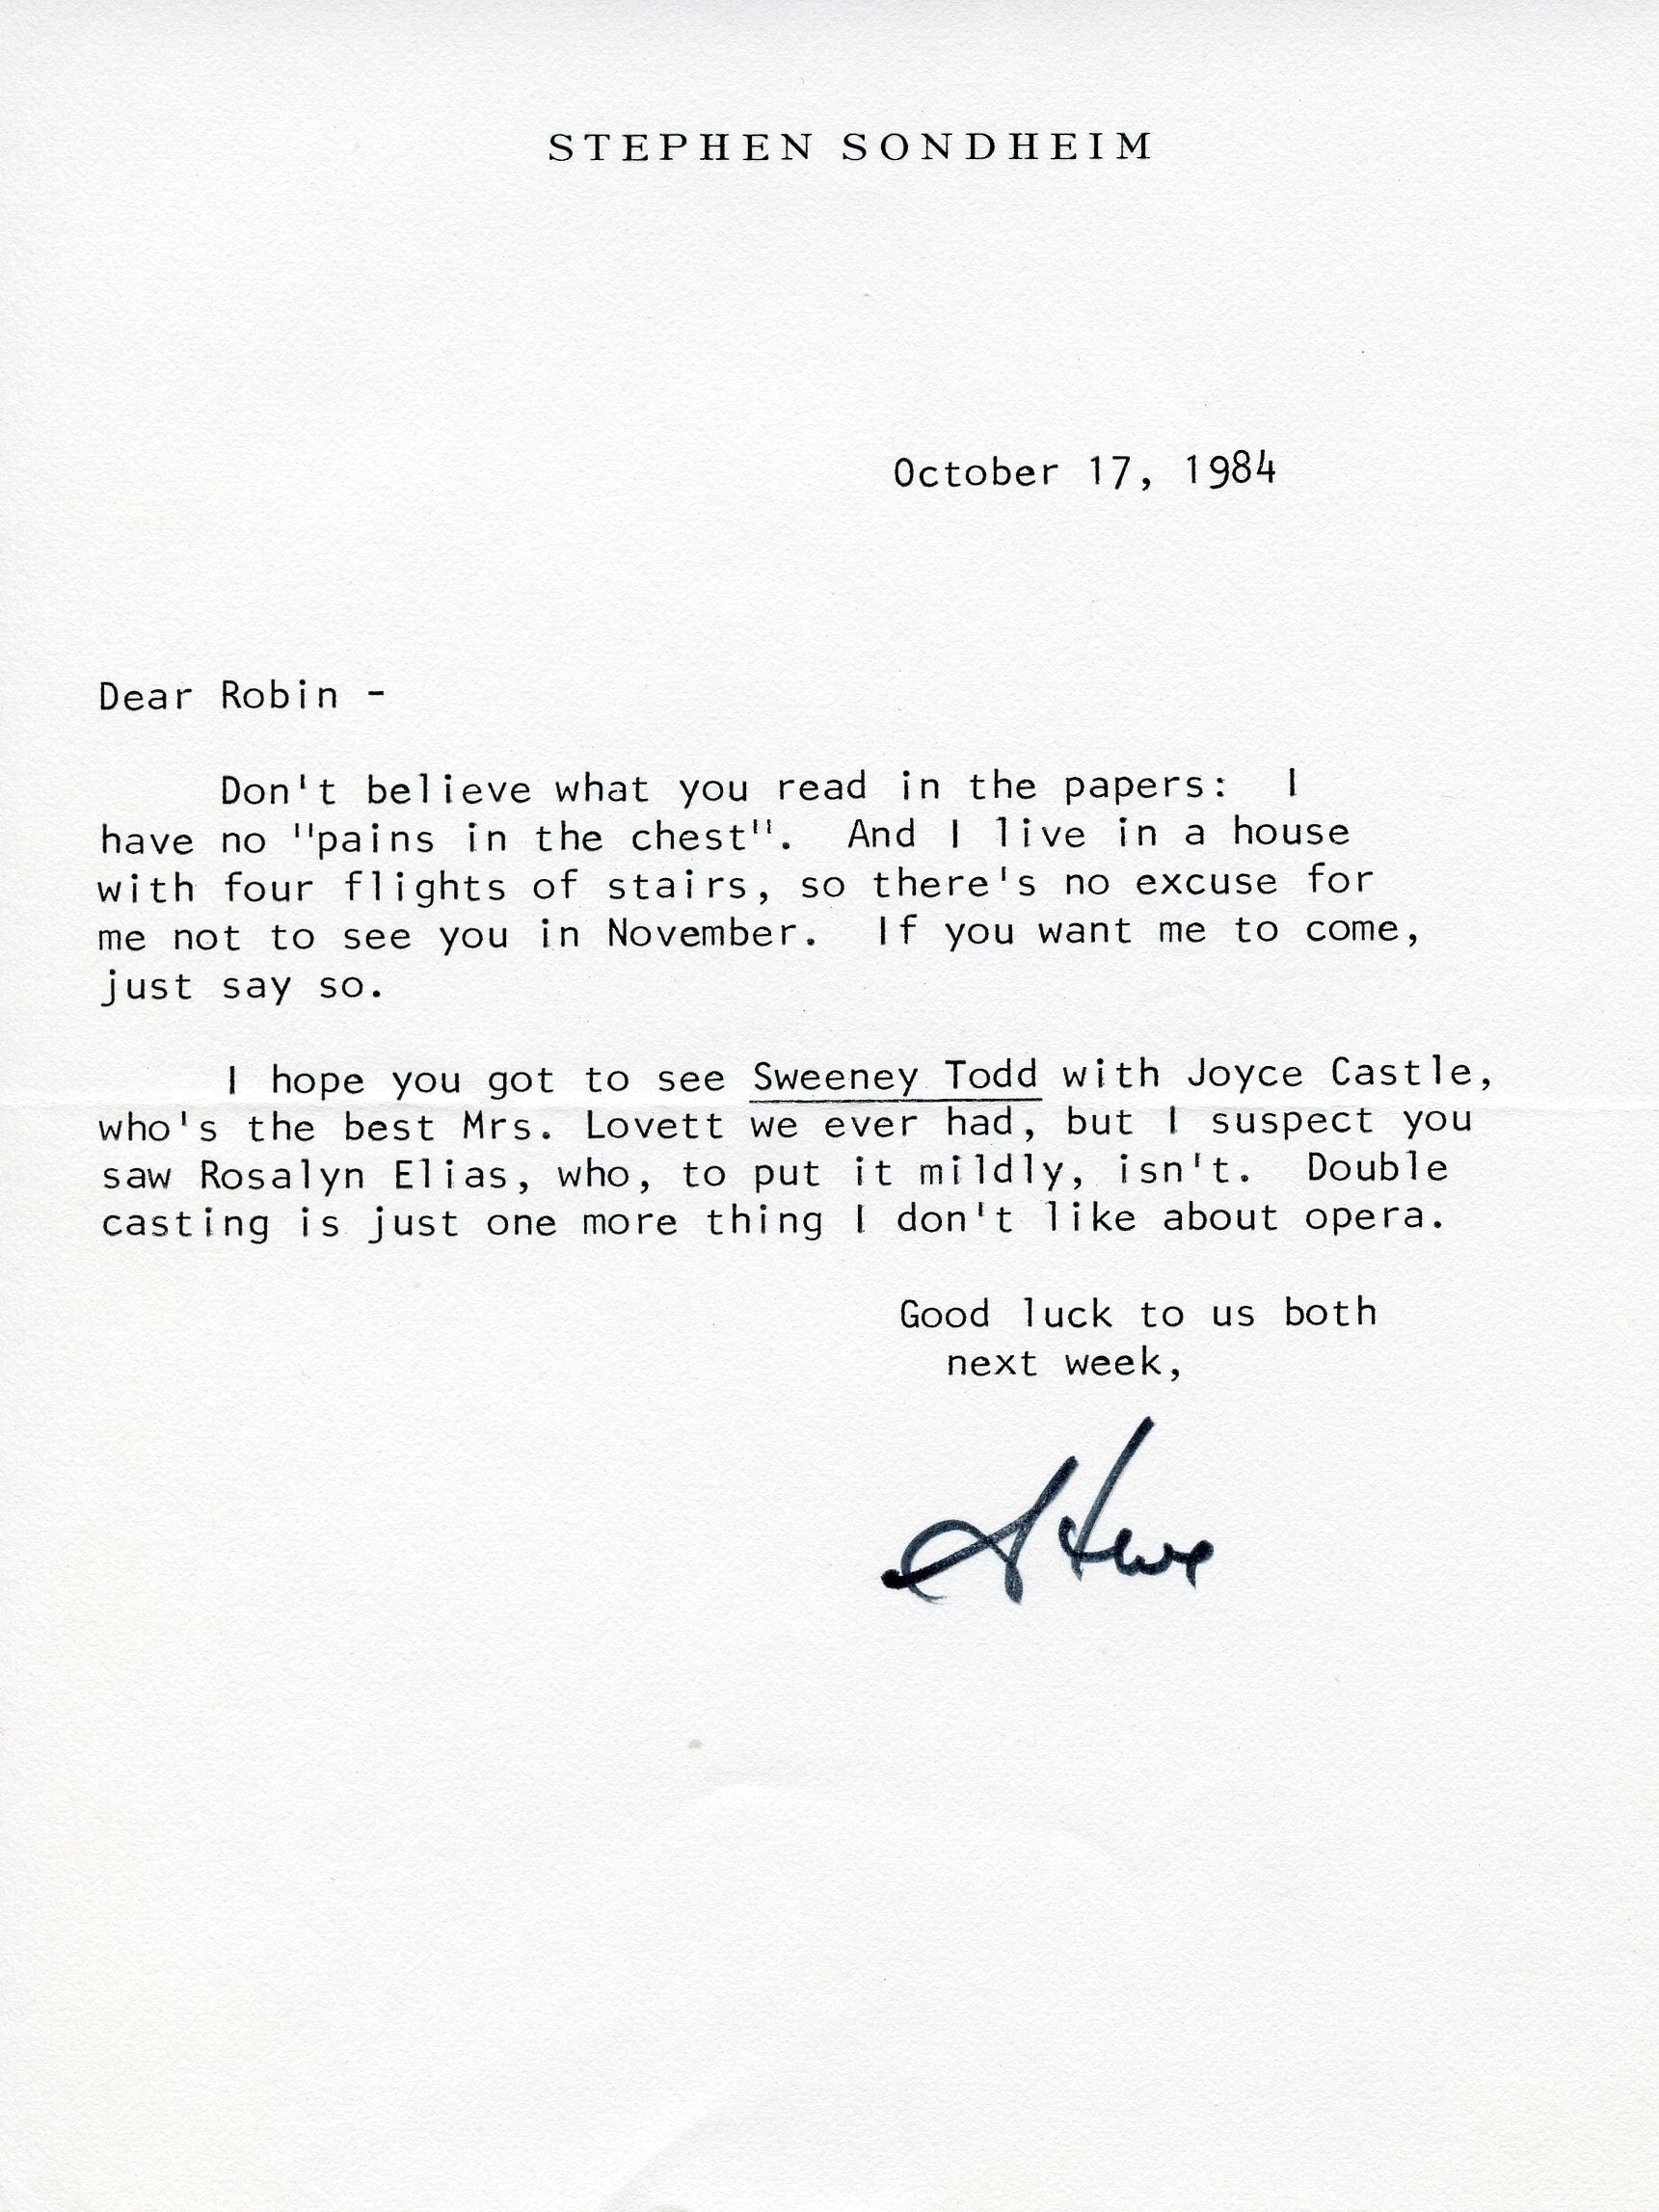 STEPHEN SONDHEIM
October 17, 1984
Dear Robin -
Don't believe what you read in the papers:  I
have no "pains in the chest".  And I live in a house
with four flights of stairs, so there's no excuse for
me not to see you in November.  If you want me to come,
just say so.
I hope you got to see Sweeney Todd with Joyce Castle,
who's the best Mrs. Lovett we ever had, but I suspect you
saw Rosalyn Elias, who, to put it mildly, isn't.  Double
casting is just one more thing I don't like about opera.
Good luck to us both
next week,
Steve